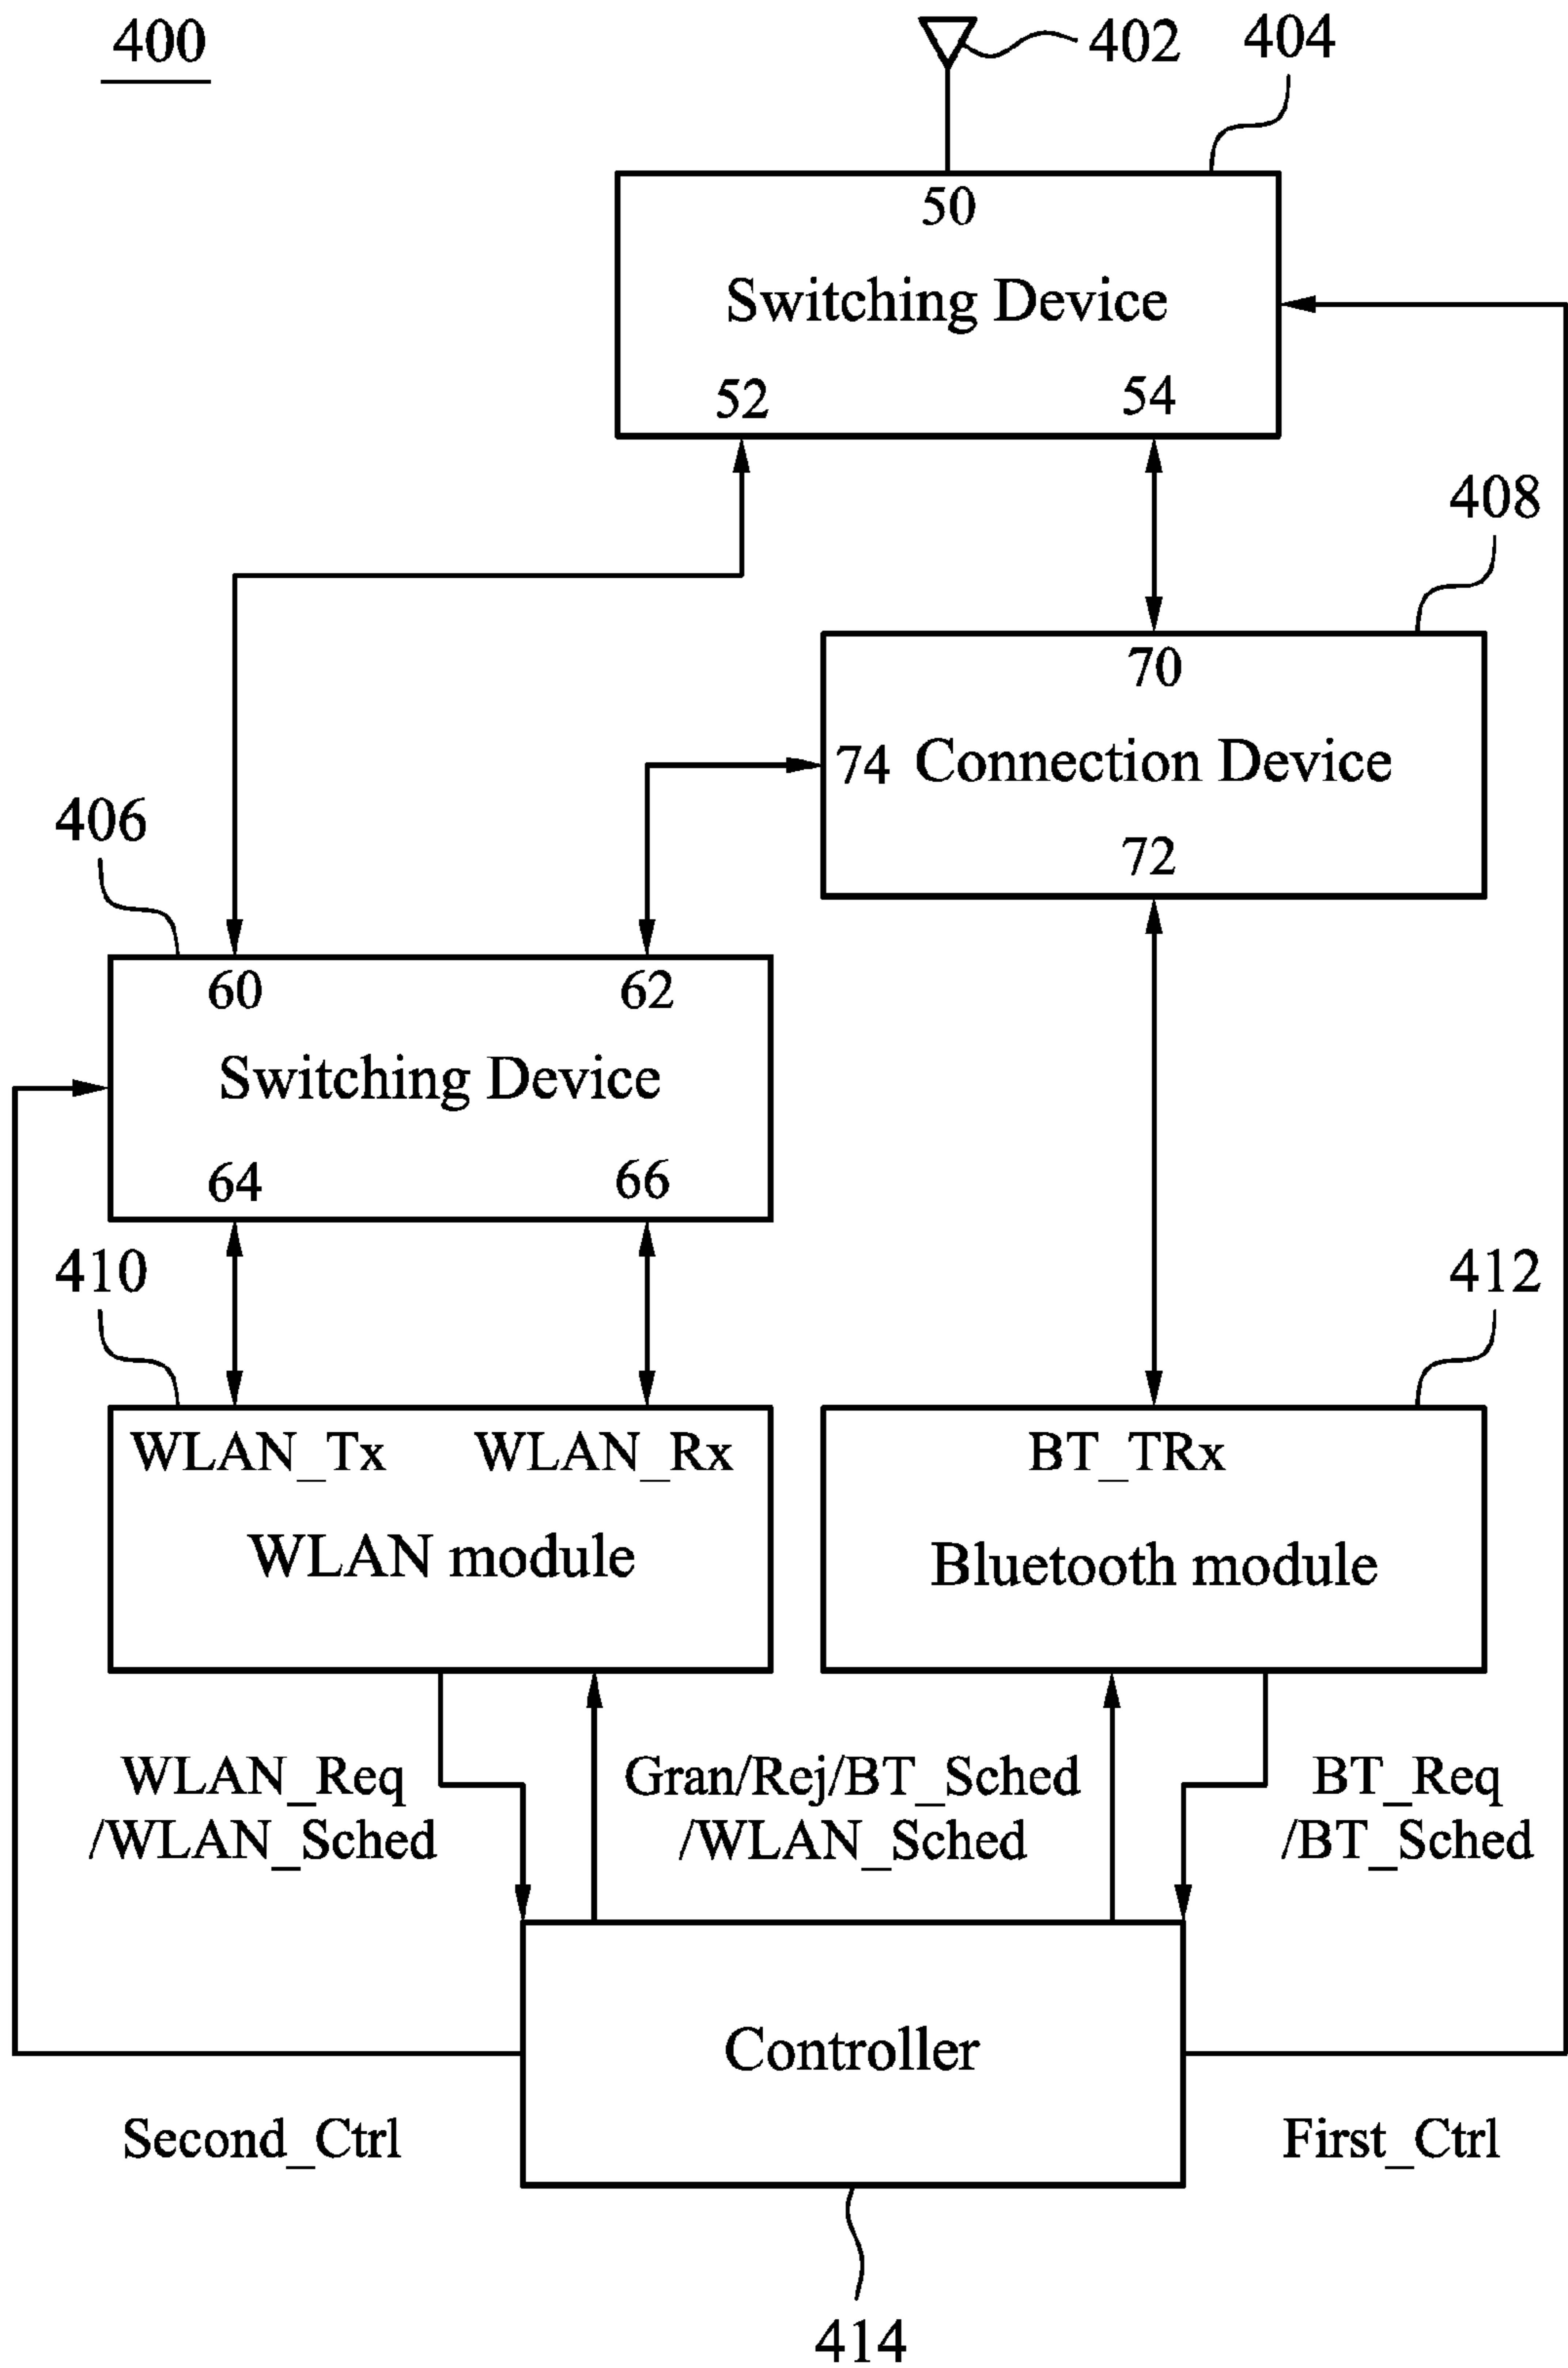 400
402
404
50
Switching Device
52
54
408
70
74 Connection Device
72
406
60
62
Switching Device
64
66
410
412
WLAN_Tx
WLAN_Rx
WLAN module
BT_TRx
Bluetooth module
WLAN_Req
/WLAN_Sched
Gran/Rej/BT_Sched
/WLAN_Sched
BT_Req
/BT_Sched
Controller
Second_Ctrl
First_Ctrl
414